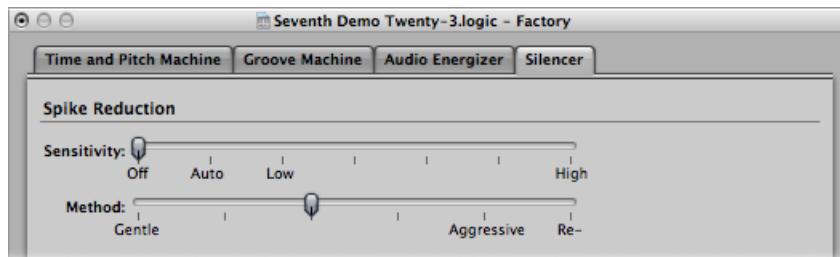 Seventh Demo Twenty-3.logic – Factory
Time and Pitch Machine Groove Machine Audio Energizer Silencer
Spike Reduction
Sensitivity:
Off Auto Low High
Method:
Gentle Aggressive Re-